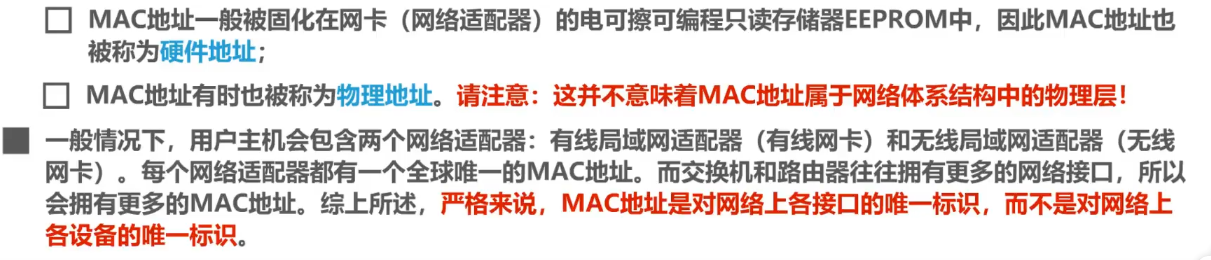 MAC地址一般被固化在网卡（网络适配器）的电可擦可编程只读存储器EEPROM中，因此MAC地址也
被称为硬件地址；
MAC地址有时也被称为物理地址。请注意：这并不意味着MAC地址属于网络体系结构中的物理层！
一般情况下，用户主机会包含两个网络适配器：有线局域网适配器（有线网卡）和无线局域网适配器（无线
网卡）。每个网络适配器都有一个全球唯一的MAC地址。而交换机和路由器往往拥有更多的网络接口，所以
会拥有更多的MAC地址。综上所述，严格来说，MAC地址是对网络上各接口的唯一标识，而不是对网络上
各设备的唯一标识。